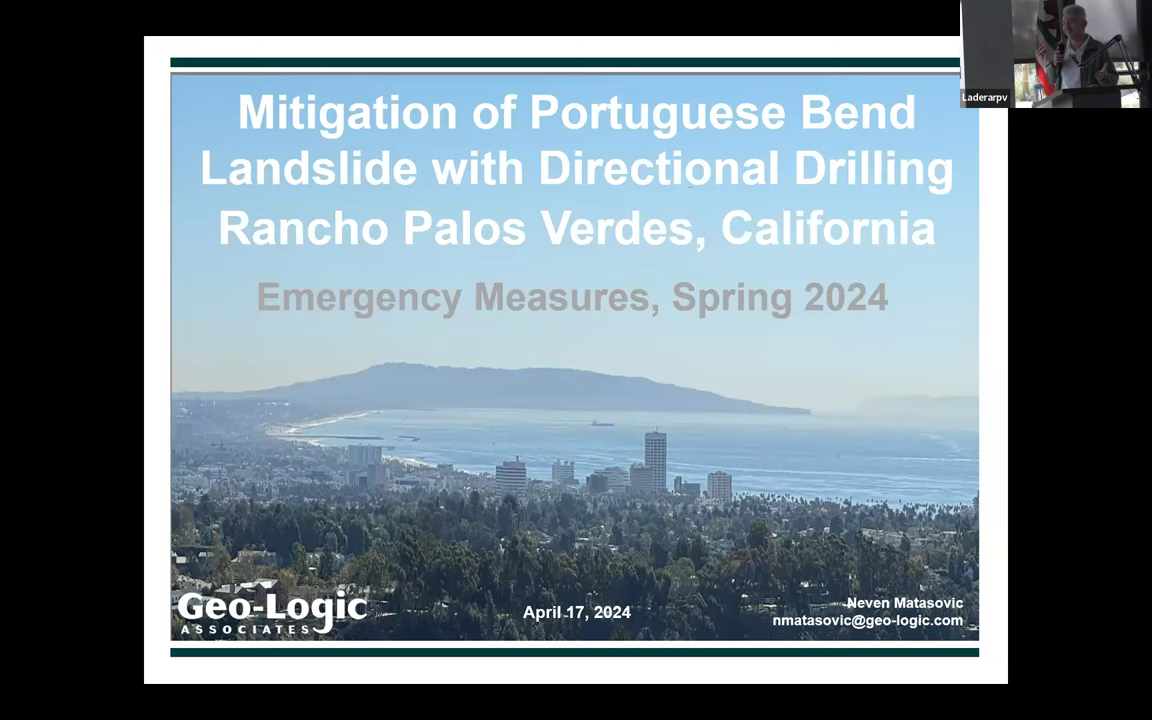 Mitigation of Portuguese Bend
Landslide with Directional Drilling
Rancho Palos Verdes, California
Emergency Measures, Spring 2024
Geo-Logic
ASSOCIATES
April 17, 2024
Neven Matasovic
nmatasovic@geo-logic.com
Laderarpv